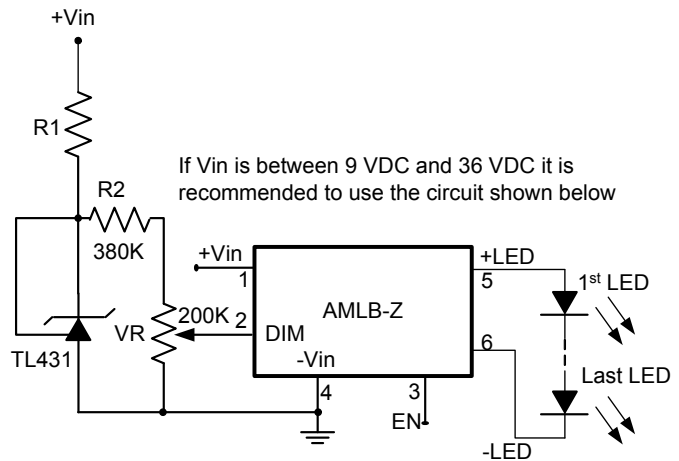 +Vin
R1
If Vin is between 9 VDC and 36 VDC it is
recommended to use the circuit shown below
R2
380K
+Vin
1
+LED
5
1st LED
200K
VR
2
DIM
AMLB-Z
6
TL431
-Vin
4
3
EN
Last LED
-LED